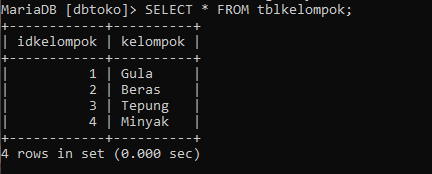 MariaDB [dbtoko]> SELECT * FROM tblkelompok;
+------------+----------+
| idkelompok | kelompok |
+------------+----------+
|          1 | Gula     |
|          2 | Beras    |
|          3 | Tepung   |
|          4 | Minyak   |
+------------+----------+
4 rows in set (0.000 sec)